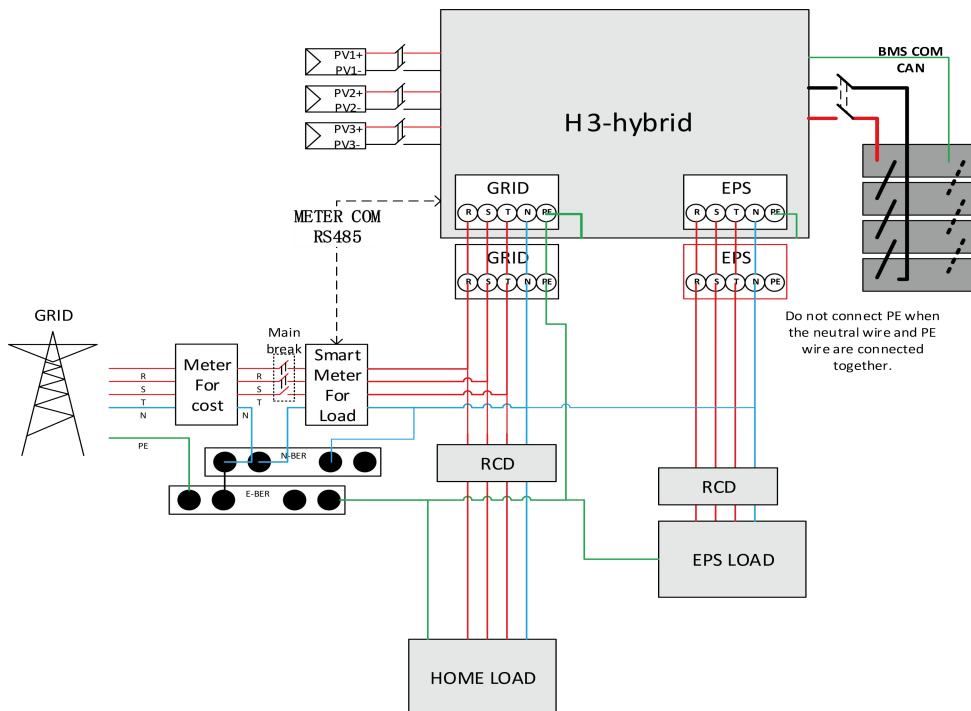 PV1+
PV1-
PV2+
PV2-
PV3+
PV3-
H3-hybrid
BMS COM
CAN
GRID
R S T N PE
EPS
R S T N PE
METER COM
RS485
GRID
R S T N PE
EPS
R S T N PE
Do not connect PE when
the neutral wire and PE
wire are connected
together.
GRID
R
S
T
N
PE
Meter
For
cost
Main
break
R
S
T
N
Smart
Meter
For
Load
N-BER
E-BER
RCD
RCD
EPS LOAD
HOME LOAD